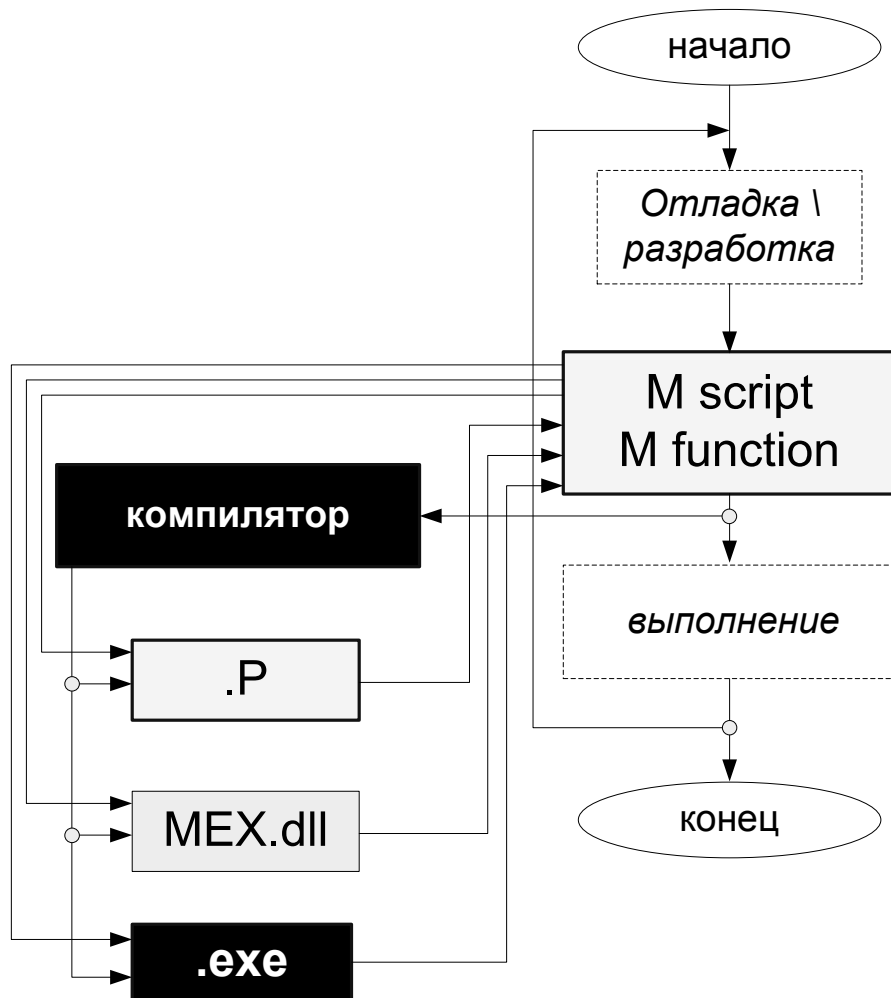 начало
Отладка \
разработка
M script
M function
компилятор
выполнение
.P
MEX.dll
конец
.exe